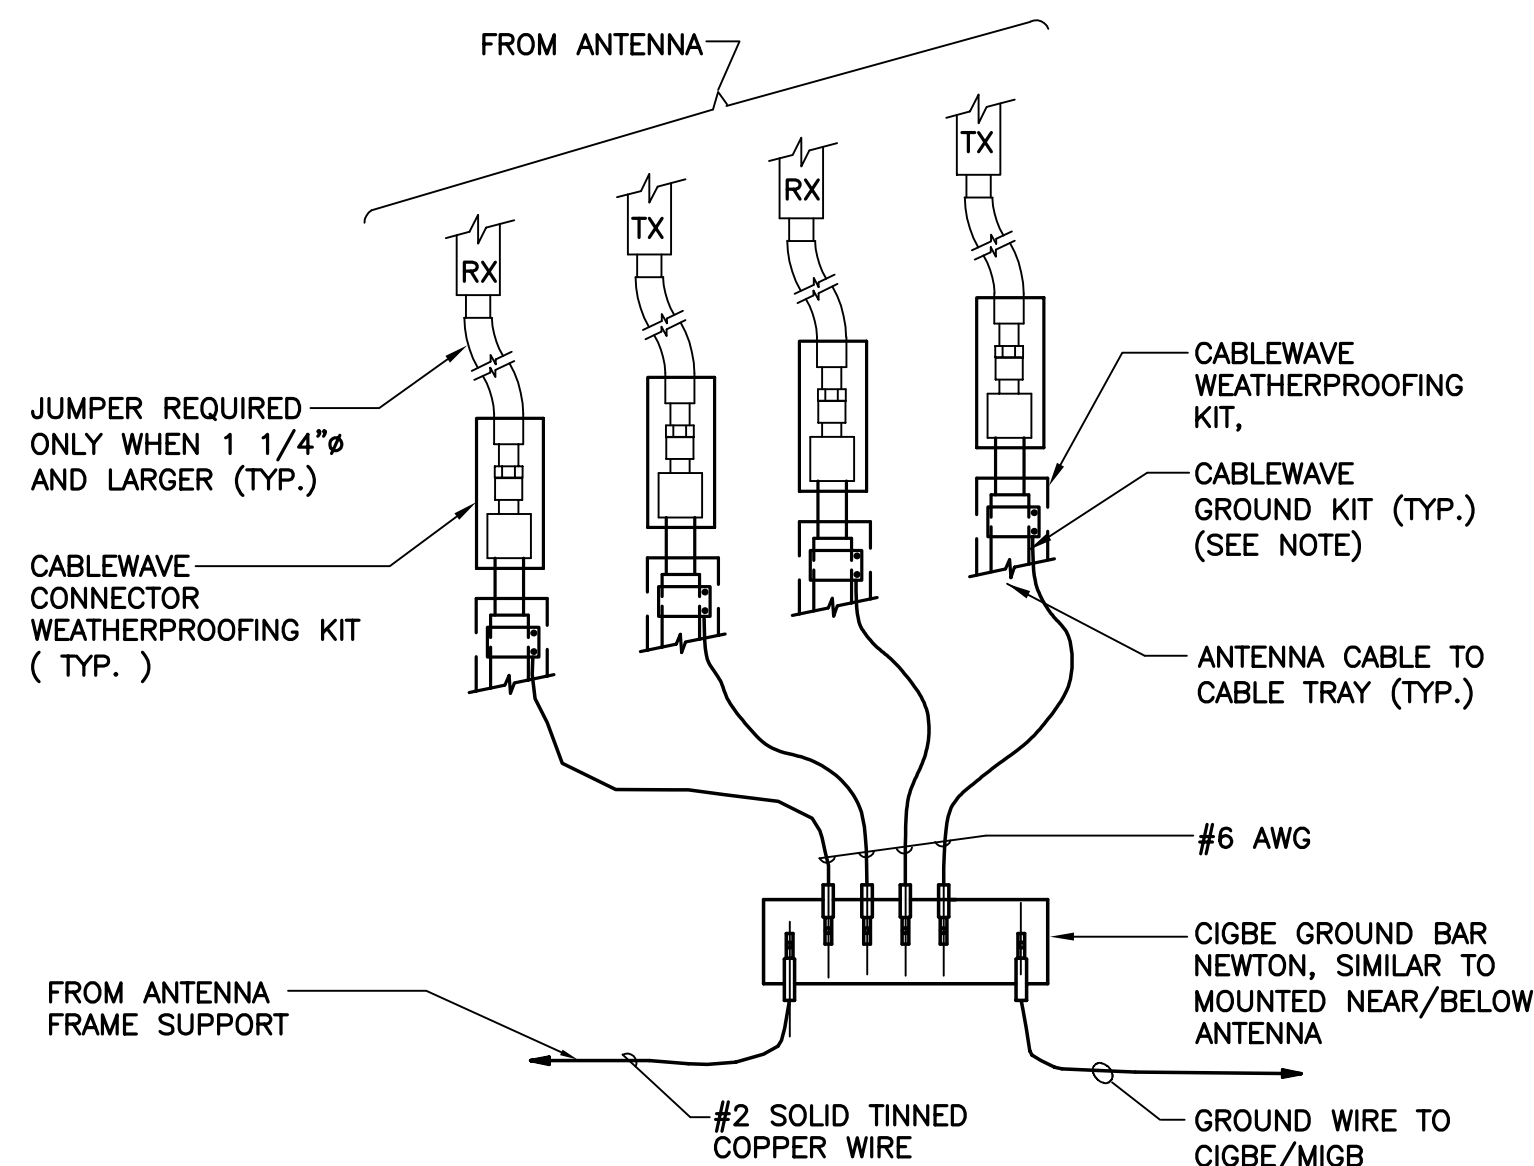 FROM ANTENNA
TX
RX
TX
RX
JUMPER REQUIRED
ONLY WHEN 1 1/4"ø
AND LARGER (TYP.)
CABLEWAVE
CONNECTOR
WEATHERPROOFING KIT
( TYP. )
CABLEWAVE
WEATHERPROOFING
KIT,
CABLEWAVE
GROUND KIT (TYP.)
(SEE NOTE)
ANTENNA CABLE TO
CABLE TRAY (TYP.)
#6 AWG
CIGBE GROUND BAR
NEWTON, SIMILAR TO
MOUNTED NEAR/BELOW
ANTENNA
FROM ANTENNA
FRAME SUPPORT
#2 SOLID TINNED
COPPER WIRE
GROUND WIRE TO
CIGBE/MIGB